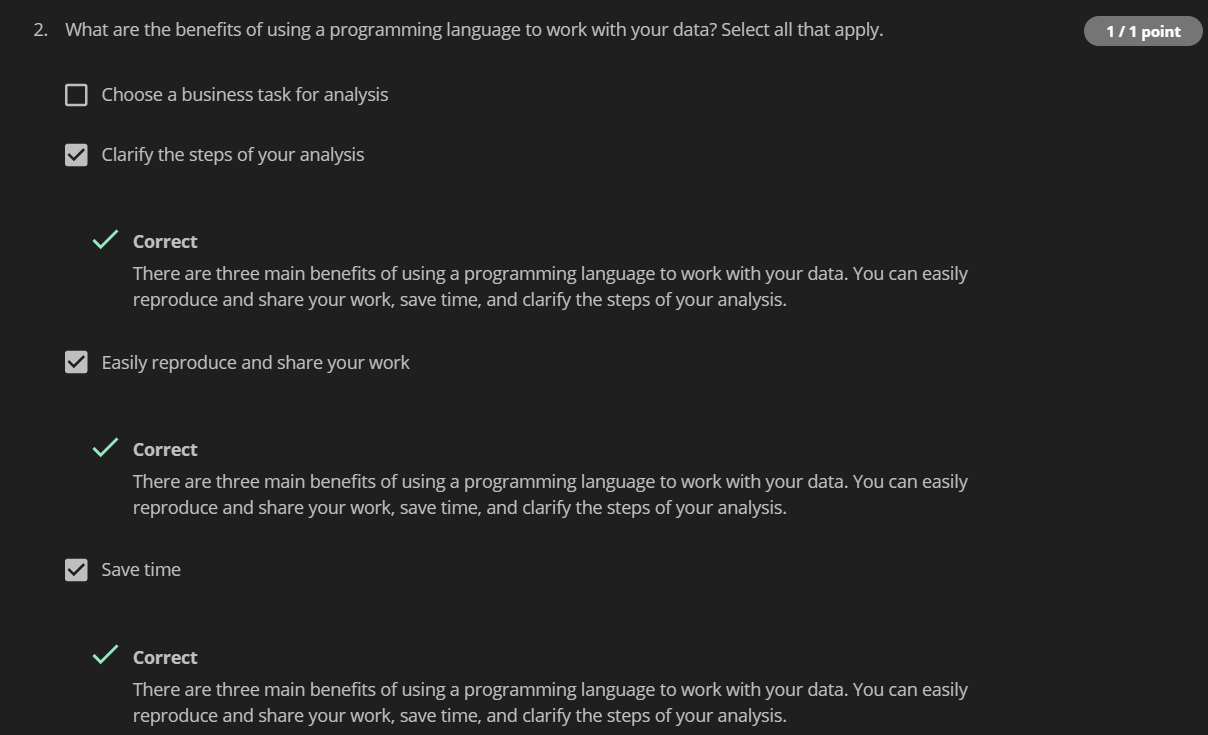 2. What are the benefits of using a programming language to work with your data? Select all that apply.
1 / 1 point
Choose a business task for analysis
Clarify the steps of your analysis
Correct
There are three main benefits of using a programming language to work with your data. You can easily
reproduce and share your work, save time, and clarify the steps of your analysis.
Easily reproduce and share your work
Correct
There are three main benefits of using a programming language to work with your data. You can easily
reproduce and share your work, save time, and clarify the steps of your analysis.
Save time
Correct
There are three main benefits of using a programming language to work with your data. You can easily
reproduce and share your work, save time, and clarify the steps of your analysis.